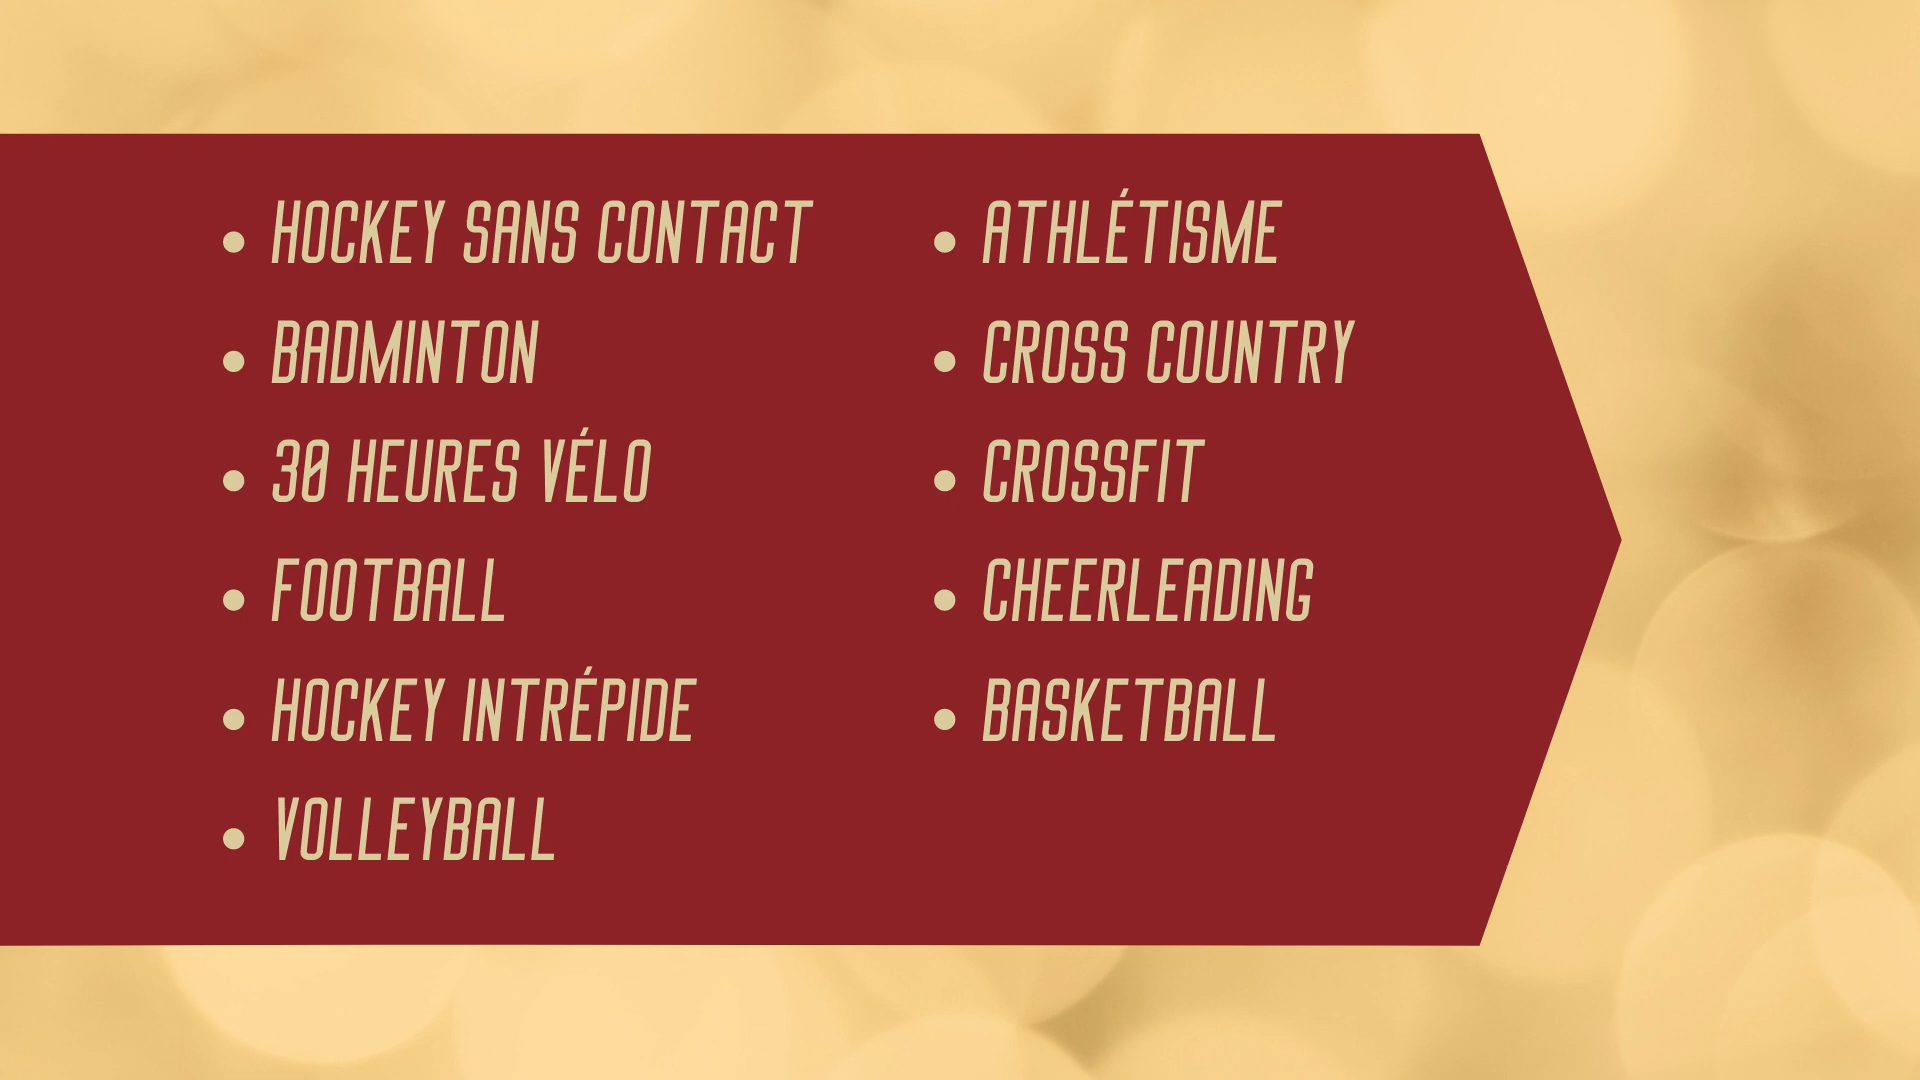 • HOCKEY SANS CONTACT
• BADMINTON
• 30 HEURES VÉLO
• FOOTBALL
• HOCKEY INTRÉPIDE
• VOLLEYBALL
• ATHLÉTISME
• CROSS COUNTRY
• CROSSFIT
• CHEERLEADING
• BASKETBALL